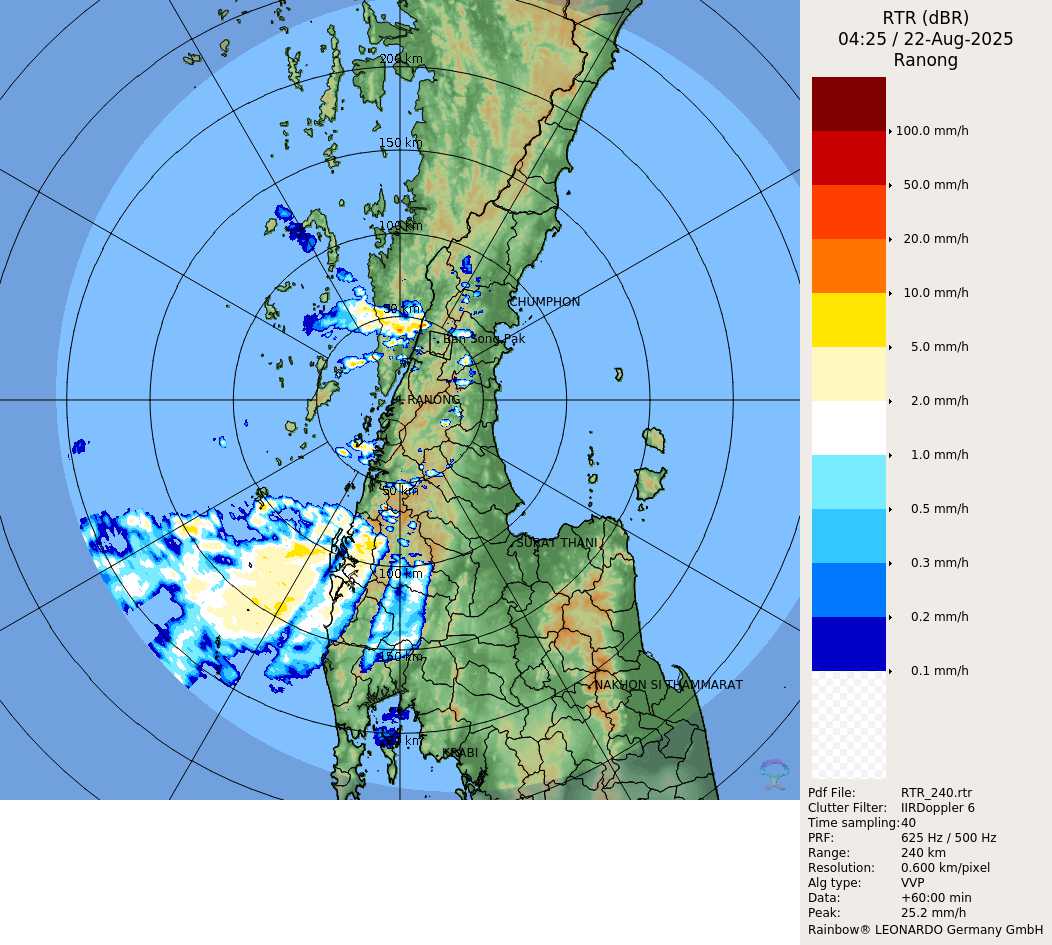 RTR (dBR)
04:25 / 22-Aug-2025
Ranong
200 km
150 km
100 km
50 km
CHUMPHON
Ban Song Pak
RANONG
50 km
SURAT THANI
100 km
150 km
NAKHON SI THAMMARAT
km
KRABI
100.0 mm/h
50.0 mm/h
20.0 mm/h
10.0 mm/h
5.0 mm/h
2.0 mm/h
1.0 mm/h
0.5 mm/h
0.3 mm/h
0.2 mm/h
0.1 mm/h
Pdf File: RTR_240.rtr
Clutter Filter: IIRDoppler 6
Time sampling: 40
PRF: 625 Hz / 500 Hz
Range: 240 km
Resolution: 0.600 km/pixel
Alg type: VVP
Data: +60:00 min
Peak: 25.2 mm/h
Rainbow® LEONARDO Germany GmbH